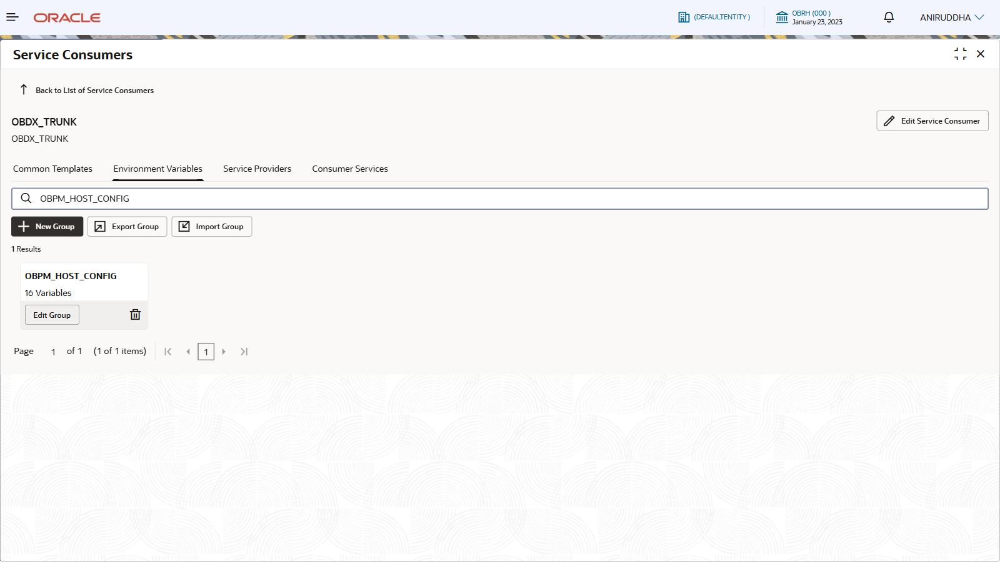 ORACLE
(DEFAULTENTITY )
OBRH (000 )
January 23, 2023
ANIRUDDHA
Service Consumers
Back to List of Service Consumers
OBDX_TRUNK
Edit Service Consumer
OBDX_TRUNK
Common Templates Environment Variables Service Providers Consumer Services
OBPM_HOST_CONFIG
New Group Export Group Import Group
1 Results
OBPM_HOST_CONFIG
16 Variables
Edit Group
Page 1 of 1 (1 of 1 items) 1